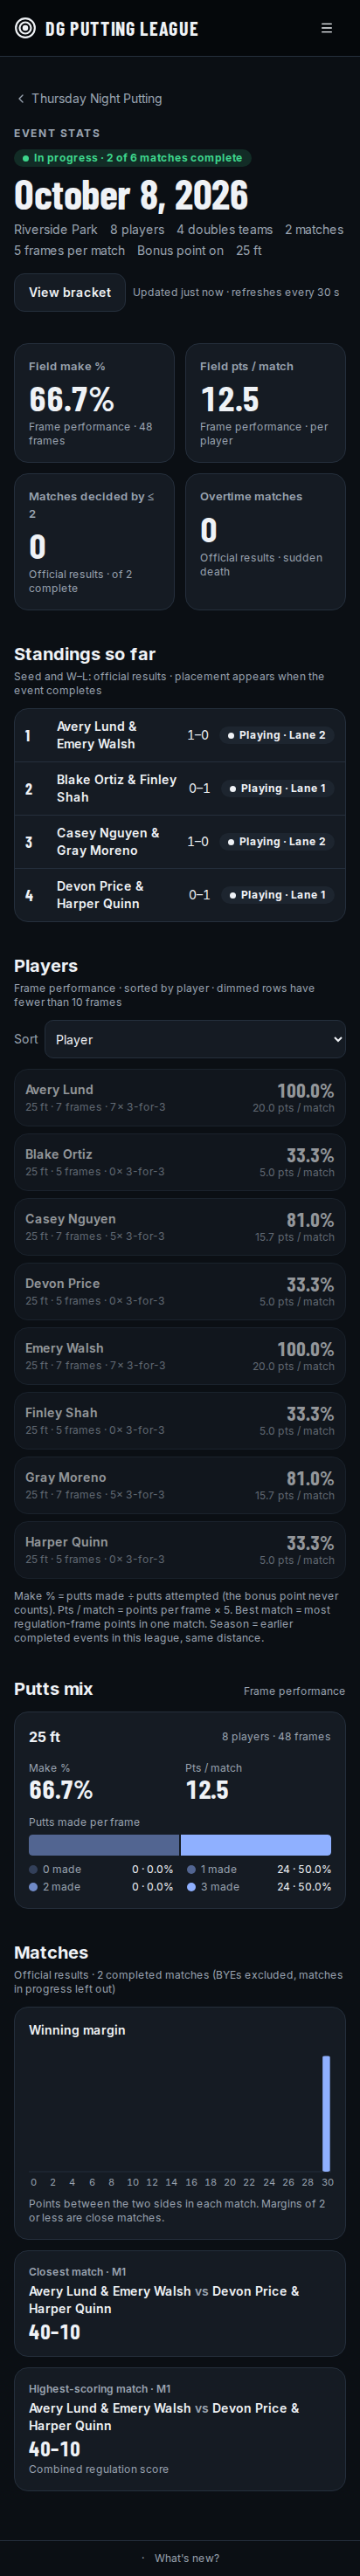 DG PUTTING LEAGUE
Thursday Night Putting
EVENT STATS
In progress · 2 of 6 matches complete
October 8, 2026
Riverside Park 8 players 4 doubles teams 2 matches
5 frames per match Bonus point on 25 ft
View bracket
Updated just now · refreshes every 30 s
Field make %
66.7%
Frame performance · 48
frames
Field pts / match
12.5
Frame performance · per
player
Matches decided by ≤
2
0
Official results · of 2
complete
Overtime matches
0
Official results · sudden
death
Standings so far
Seed and W–L: official results · placement appears when the
event completes
1 Avery Lund &
Emery Walsh 1–0 Playing · Lane 2
2 Blake Ortiz & Finley
Shah 0–1 Playing · Lane 1
3 Casey Nguyen &
Gray Moreno 1–0 Playing · Lane 2
4 Devon Price &
Harper Quinn 0–1 Playing · Lane 1
Players
Frame performance · sorted by player · dimmed rows have
fewer than 10 frames
Sort Player
Avery Lund 100.0%
25 ft · 7 frames · 7× 3-for-3 20.0 pts / match
Blake Ortiz 33.3%
25 ft · 5 frames · 0× 3-for-3 5.0 pts / match
Casey Nguyen 81.0%
25 ft · 7 frames · 5× 3-for-3 15.7 pts / match
Devon Price 33.3%
25 ft · 5 frames · 0× 3-for-3 5.0 pts / match
Emery Walsh 100.0%
25 ft · 7 frames · 7× 3-for-3 20.0 pts / match
Finley Shah 33.3%
25 ft · 5 frames · 0× 3-for-3 5.0 pts / match
Gray Moreno 81.0%
25 ft · 7 frames · 5× 3-for-3 15.7 pts / match
Harper Quinn 33.3%
25 ft · 5 frames · 0× 3-for-3 5.0 pts / match
Make % = putts made ÷ putts attempted (the bonus point never
counts). Pts / match = points per frame × 5. Best match = most
regulation-frame points in one match. Season = earlier
completed events in this league, same distance.
Putts mix Frame performance
25 ft 8 players · 48 frames
Make % Pts / match
66.7% 12.5
Putts made per frame
0 made 0 · 0.0% 1 made 24 · 50.0%
2 made 0 · 0.0% 3 made 24 · 50.0%
Matches
Official results · 2 completed matches (BYEs excluded, matches
in progress left out)
Winning margin
0 2 4 6 8 10 12 14 16 18 20 22 24 26 28 30
Points between the two sides in each match. Margins of 2
or less are close matches.
Closest match · M1
Avery Lund & Emery Walsh vs Devon Price &
Harper Quinn
40–10
Highest-scoring match · M1
Avery Lund & Emery Walsh vs Devon Price &
Harper Quinn
40–10
Combined regulation score
· What's new?